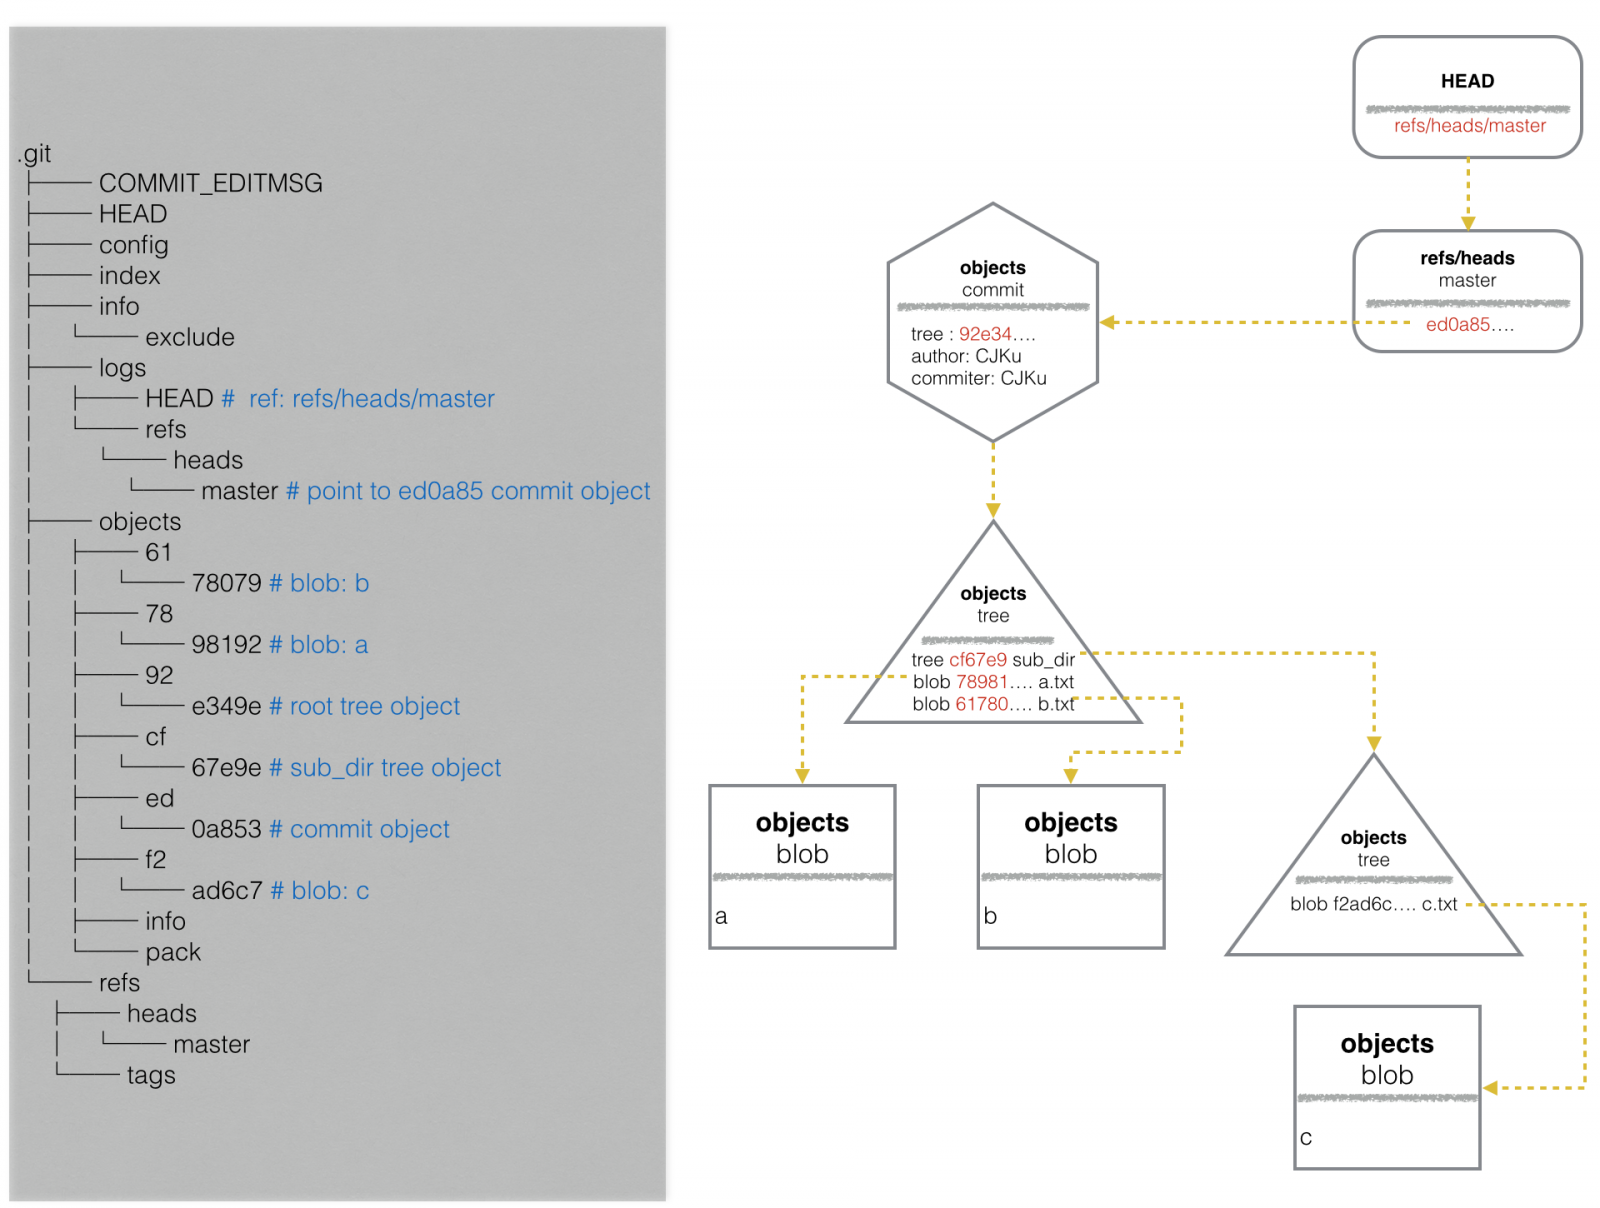 .git
COMMIT_EDITMSG
HEAD
config
index
info
exclude
logs
HEAD # ref: refs/heads/master
refs
heads
master # point to ed0a85 commit object
objects
61
78079 # blob: b
78
98192 # blob: a
92
e349e # root tree object
cf
67e9e # sub_dir tree object
ed
0a853 # commit object
f2
ad6c7 # blob: c
info
pack
refs
heads
master
tags
HEAD
refs/heads/master
refs/heads
master
ed0a85....
objects
commit
tree : 92e34....
author: CJKu
commiter: CJKu
objects
tree
tree cf67e9 sub_dir
blob 78981.... a.txt
blob 61780.... b.txt
objects
blob
a
objects
blob
b
objects
tree
blob f2ad6c.... c.txt
objects
blob
c